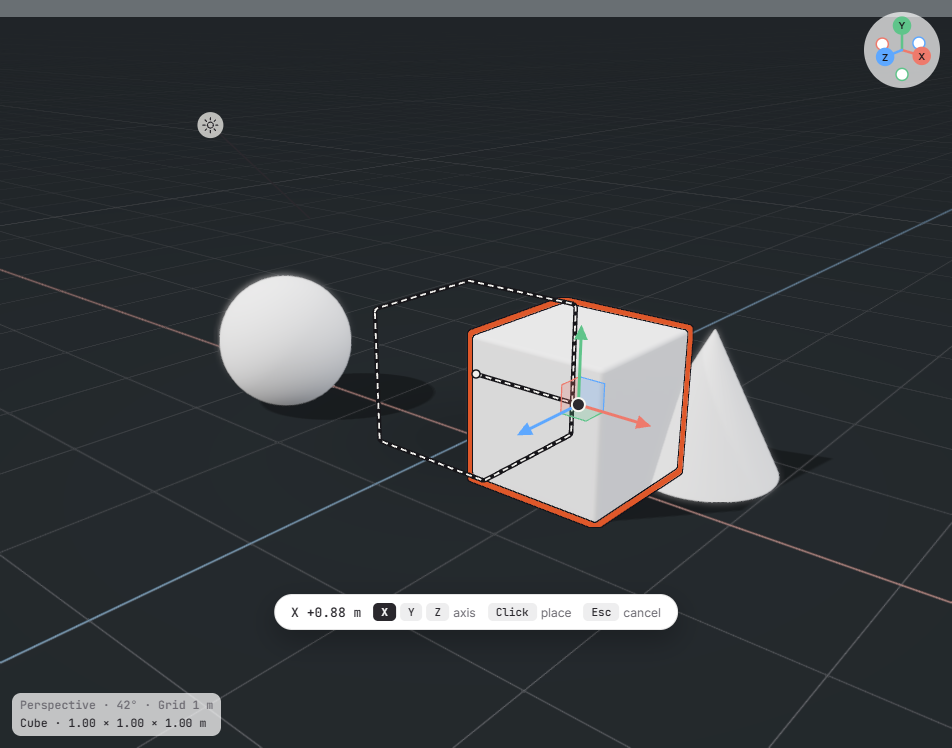 Y
Z
X
X +0.88 m X Y Z axis Click place Esc cancel
Perspective · 42° · Grid 1 m
Cube · 1.00 × 1.00 × 1.00 m